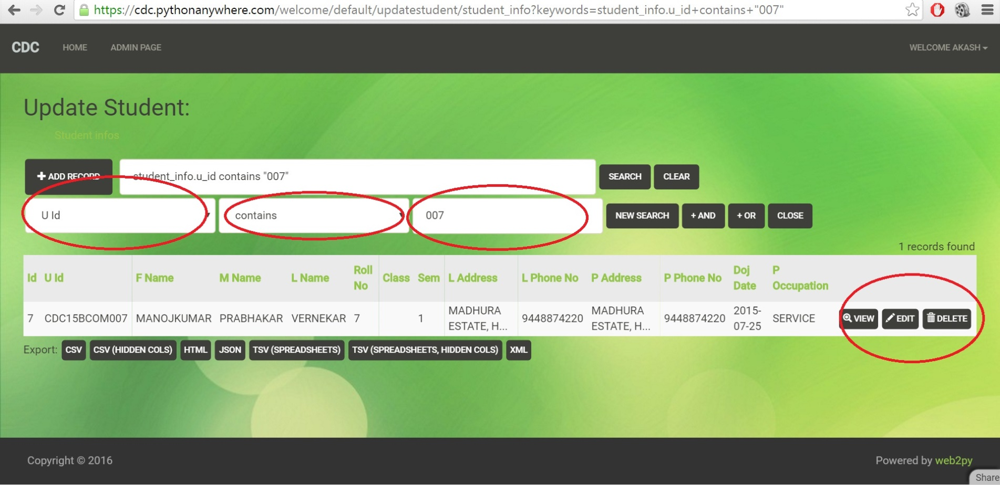 https://cdc.pythonanywhere.com/welcome/default/updatestudent/student_info?keywords=student_info.u_id+contains+"007"
CDC HOME ADMIN PAGE WELCOME AKASH
Update Student:
Student infos
ADD RECORD student_info.u_id contains "007" SEARCH CLEAR
U Id contains 007 NEW SEARCH + AND + OR CLOSE
1 records found
Id U Id F Name M Name L Name Roll No Class Sem L Address L Phone No P Address P Phone No Doj Date P Occupation
7 CDC15BCOM007 MANOJKUMAR PRABHAKAR VERNEKAR 7 1 MADHURA ESTATE, H... 9448874220 MADHURA ESTATE, H... 9448874220 2015-07-25 SERVICE VIEW EDIT DELETE
Export: CSV CSV (HIDDEN COLS) HTML JSON TSV (SPREADSHEETS) TSV (SPREADSHEETS, HIDDEN COLS) XML
Copyright © 2016 Powered by web2py
Share